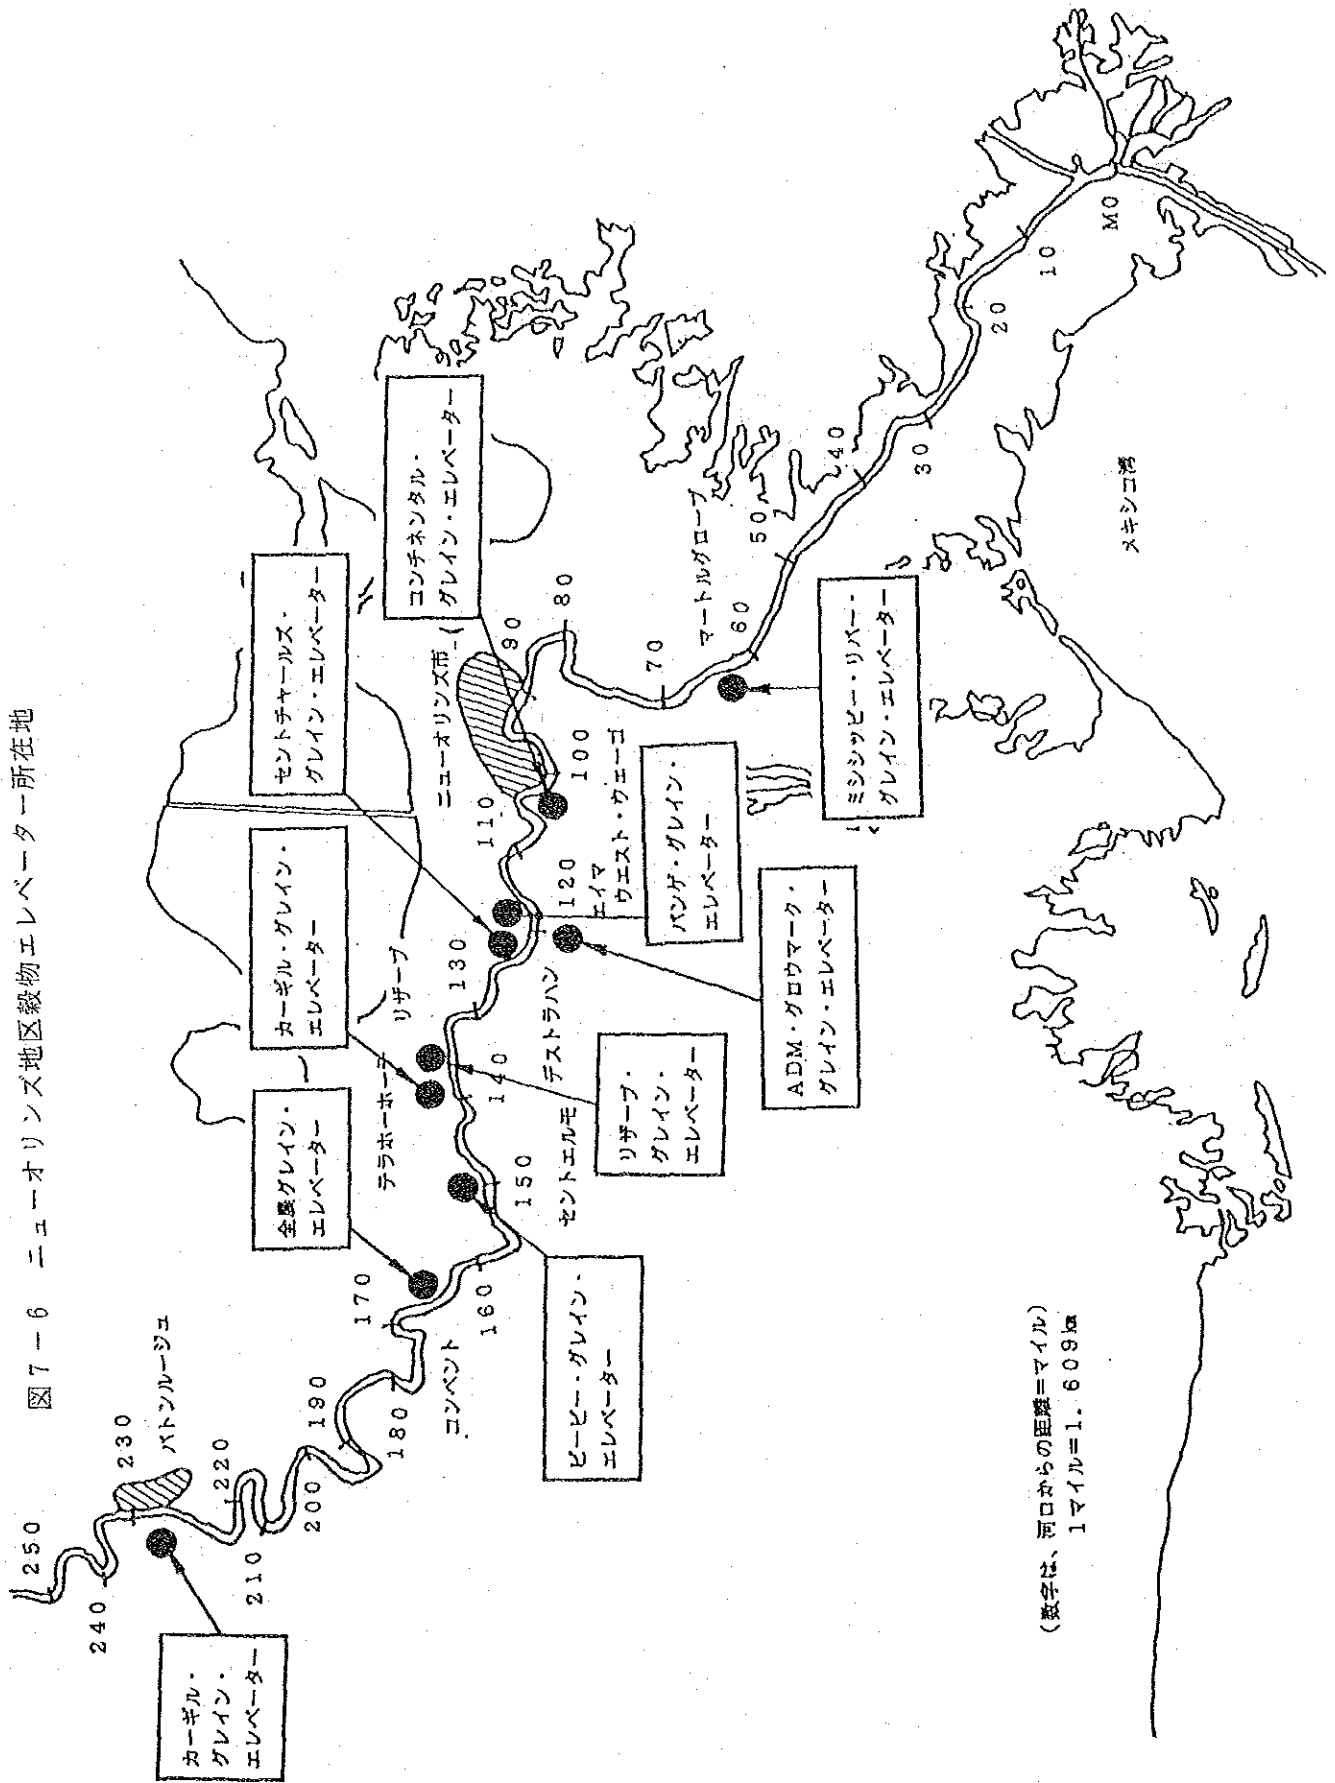 図7-6 ニューオリンズ地区穀物エレベーター所在地
カーギル・
グレイン・
エレベーター
250
240
230
バトンルージュ
220
210
200
190
180
170
160
コンベント
全農グレイン・
エレベーター
ピーピー・グレイン・
エレベーター
150
セントエルモ
テラホーホーテ
140
カーギル・グレイン・
エレベーター
リザーブ・
グレイン・
エレベーター
リザーブ
130
デストラハン
セントチャールズ・
グレイン・エレベーター
ADM・グロウマーク・
グレイン・エレベーター
120
エイマ
ウエスト・ウェーゴ
バンゲ・グレイン・
エレベーター
110
ニューオリンズ市
100
コンチネンタル・
グレイン・エレベーター
90
80
70
マートルグローブ
60
ミシシッピー・リバー・
グレイン・エレベーター
50
40
30
20
10
M0
メキシコ湾
(数字は、河口からの距離=マイル)
1マイル=1.609km